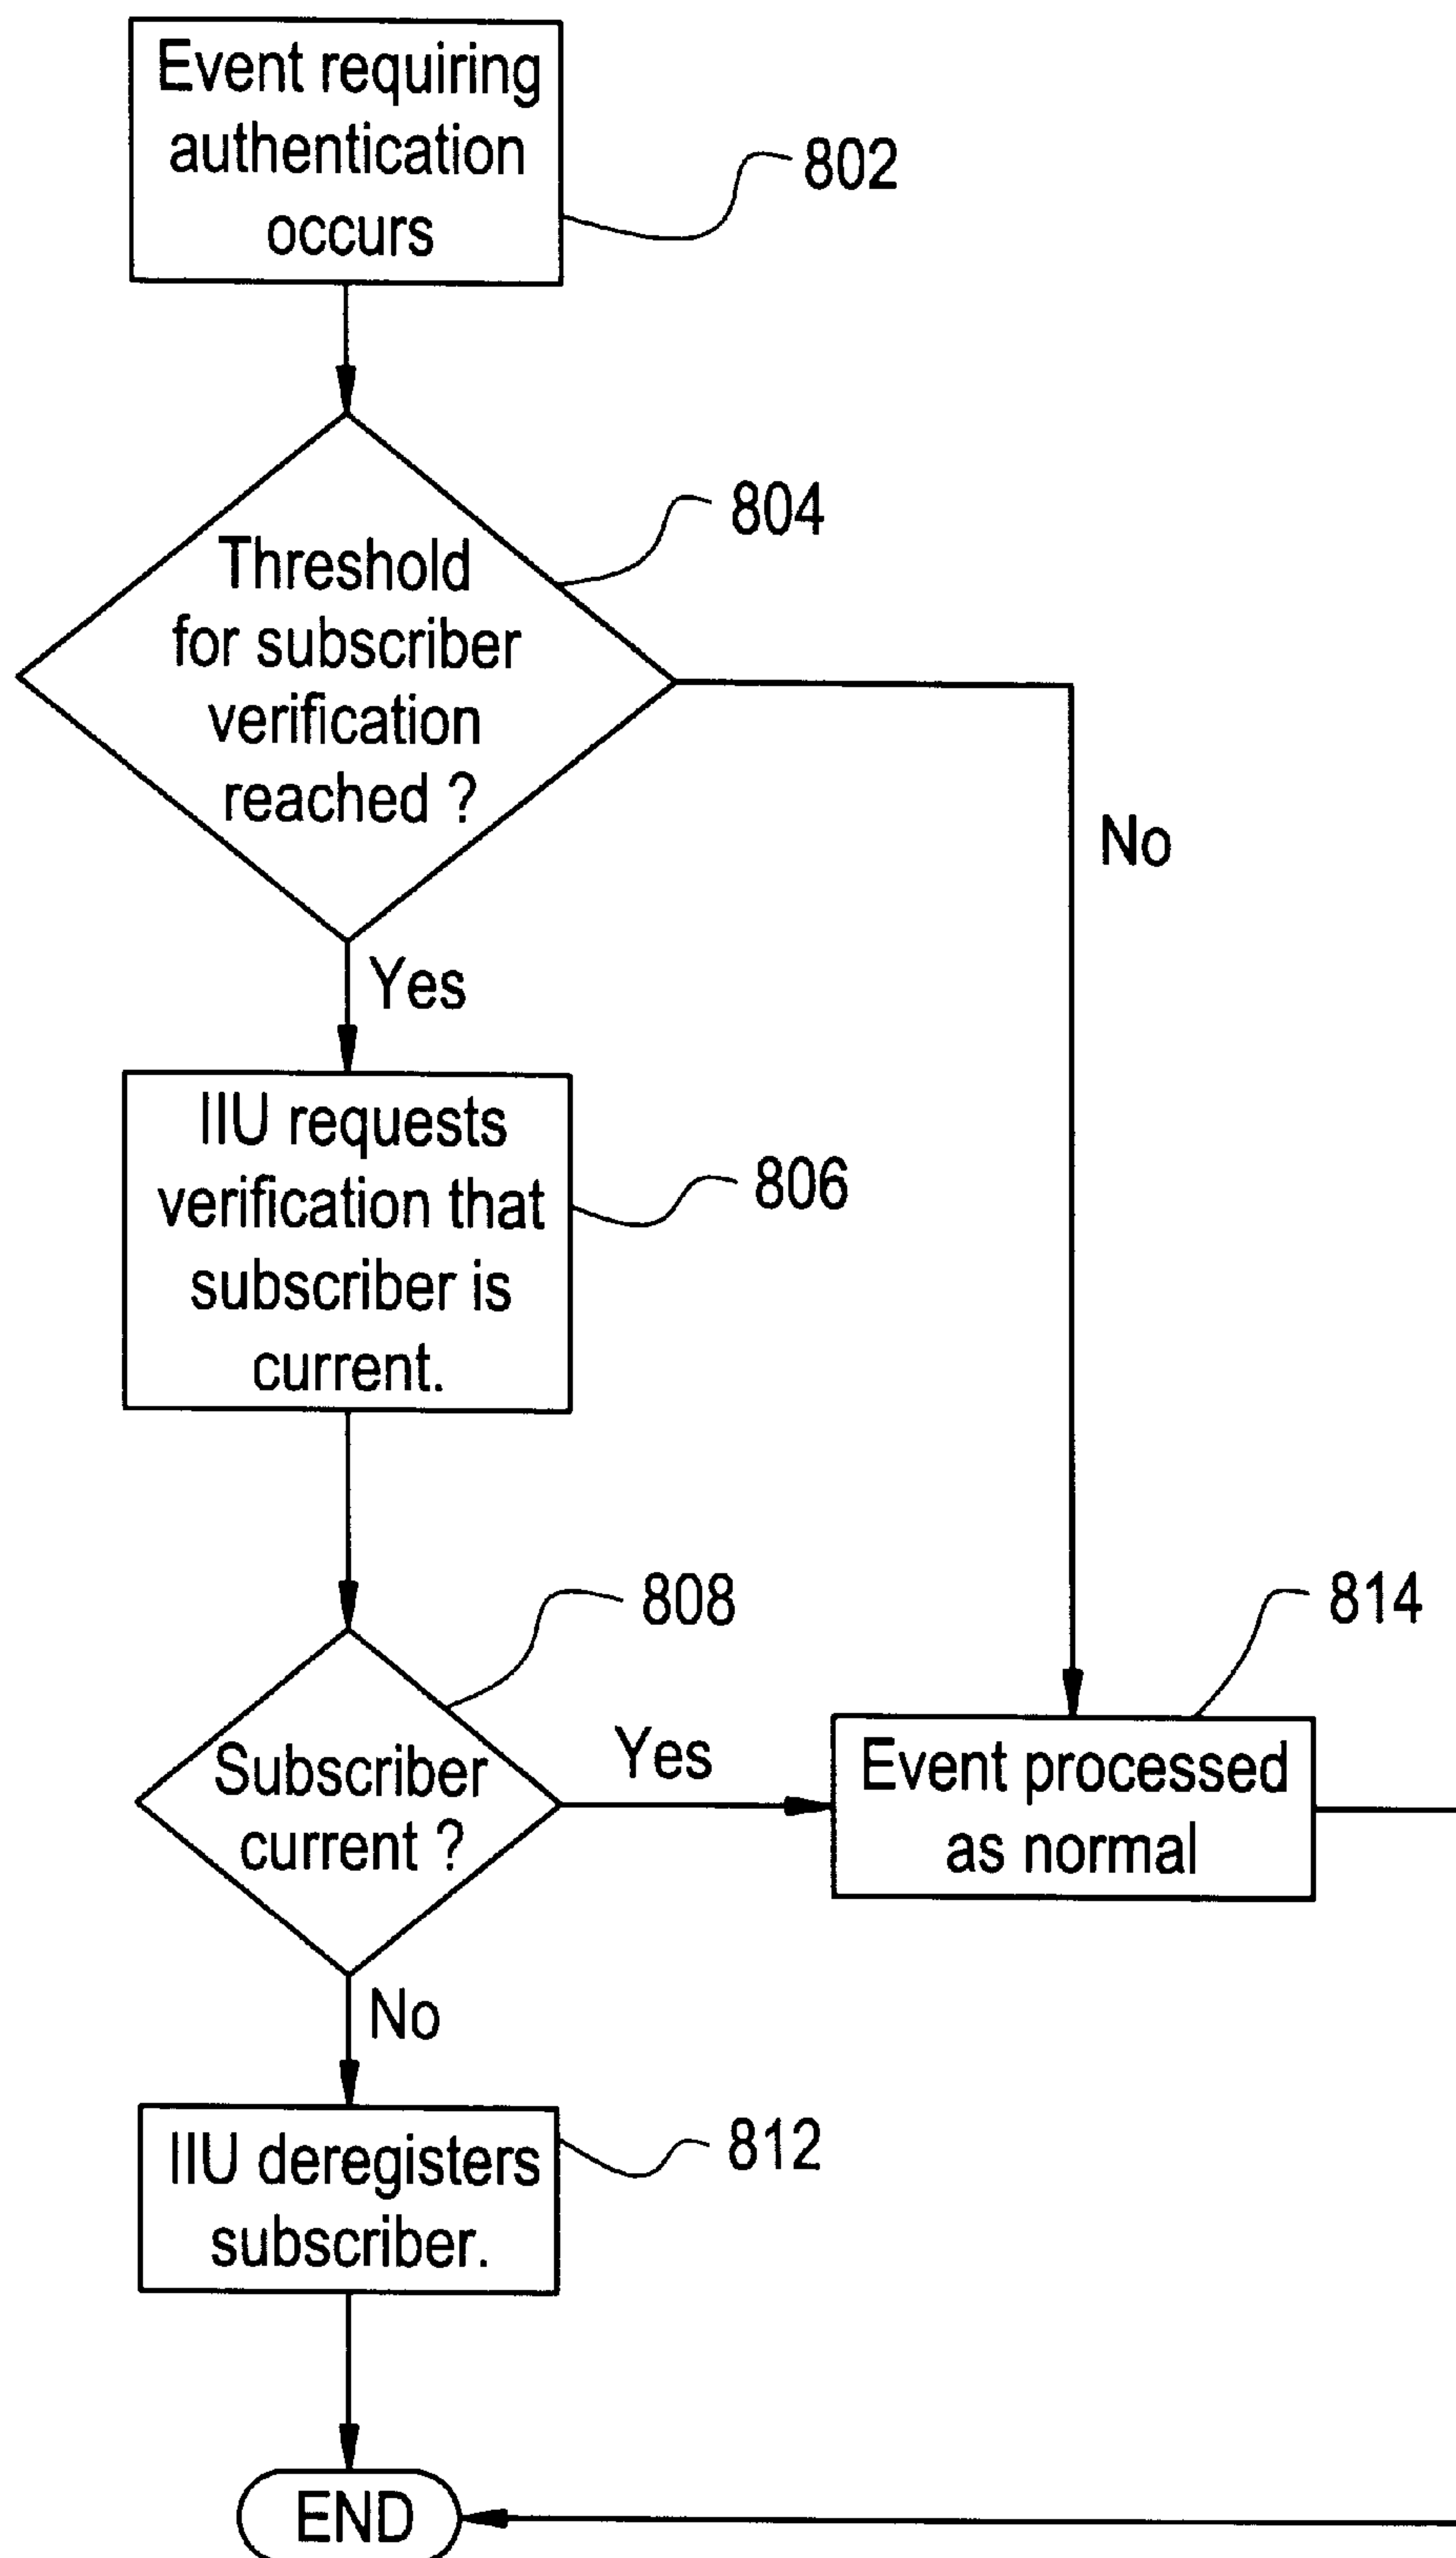 Event requiring
authentication
occurs
802
804
Threshold
for subscriber
verification
reached ?
No
Yes
IIU requests
verification that
subscriber is
current.
806
808
814
Subscriber
current ?
Yes
Event processed
as normal
No
IIU deregisters
subscriber.
812
END